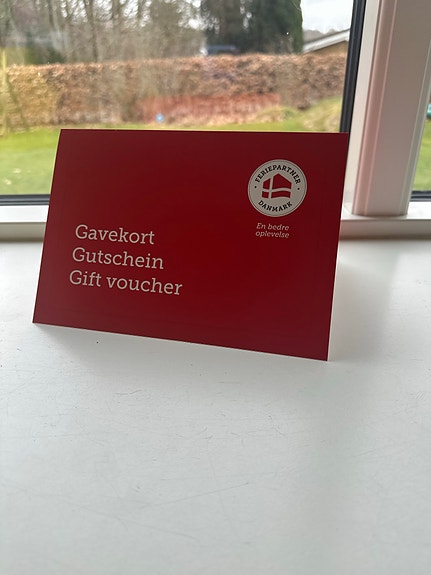 FERIEPARTNER
DANMARK
En bedre
oplevelse
Gavekort
Gutschein
Gift voucher